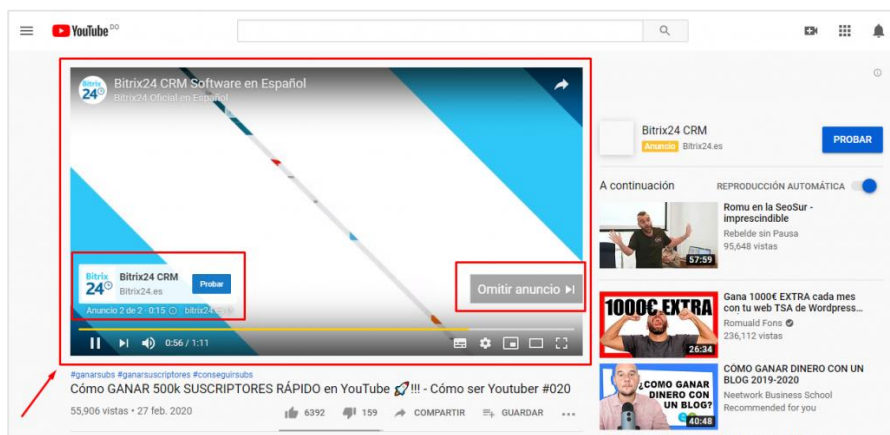 YouTube DO
Bitrix 24
Bitrix24 CRM Software en Español
Bitrix24 Oficial en Español
Bitrix 24
Bitrix24 CRM
Bitrix24.es
Probar
Anuncio 2 de 2 · 0:15
bitrix24.es
Omitir anuncio
0:56 / 1:11
#ganarsubs #ganarsuscriptores #conseguirsubs
Cómo GANAR 500k SUSCRIPTORES RÁPIDO en YouTube 🚀!!! - Cómo ser Youtuber #020
55,906 vistas • 27 feb. 2020
6392
159
COMPARTIR
GUARDAR
Bitrix24 CRM
Anuncio Bitrix24.es
PROBAR
A continuación
REPRODUCCIÓN AUTOMÁTICA
57:59
Romu en la SeoSur -
imprescindible
Rebelde sin Pausa
95,648 vistas
1000€ EXTRA
26:34
Gana 1000€ EXTRA cada mes
con tu web TSA de Wordpress...
Romuald Fons
236,112 vistas
¿CÓMO GANAR
DINERO CON
UN BLOG?
40:48
CÓMO GANAR DINERO CON UN
BLOG 2019-2020
Neetwork Business School
Recommended for you